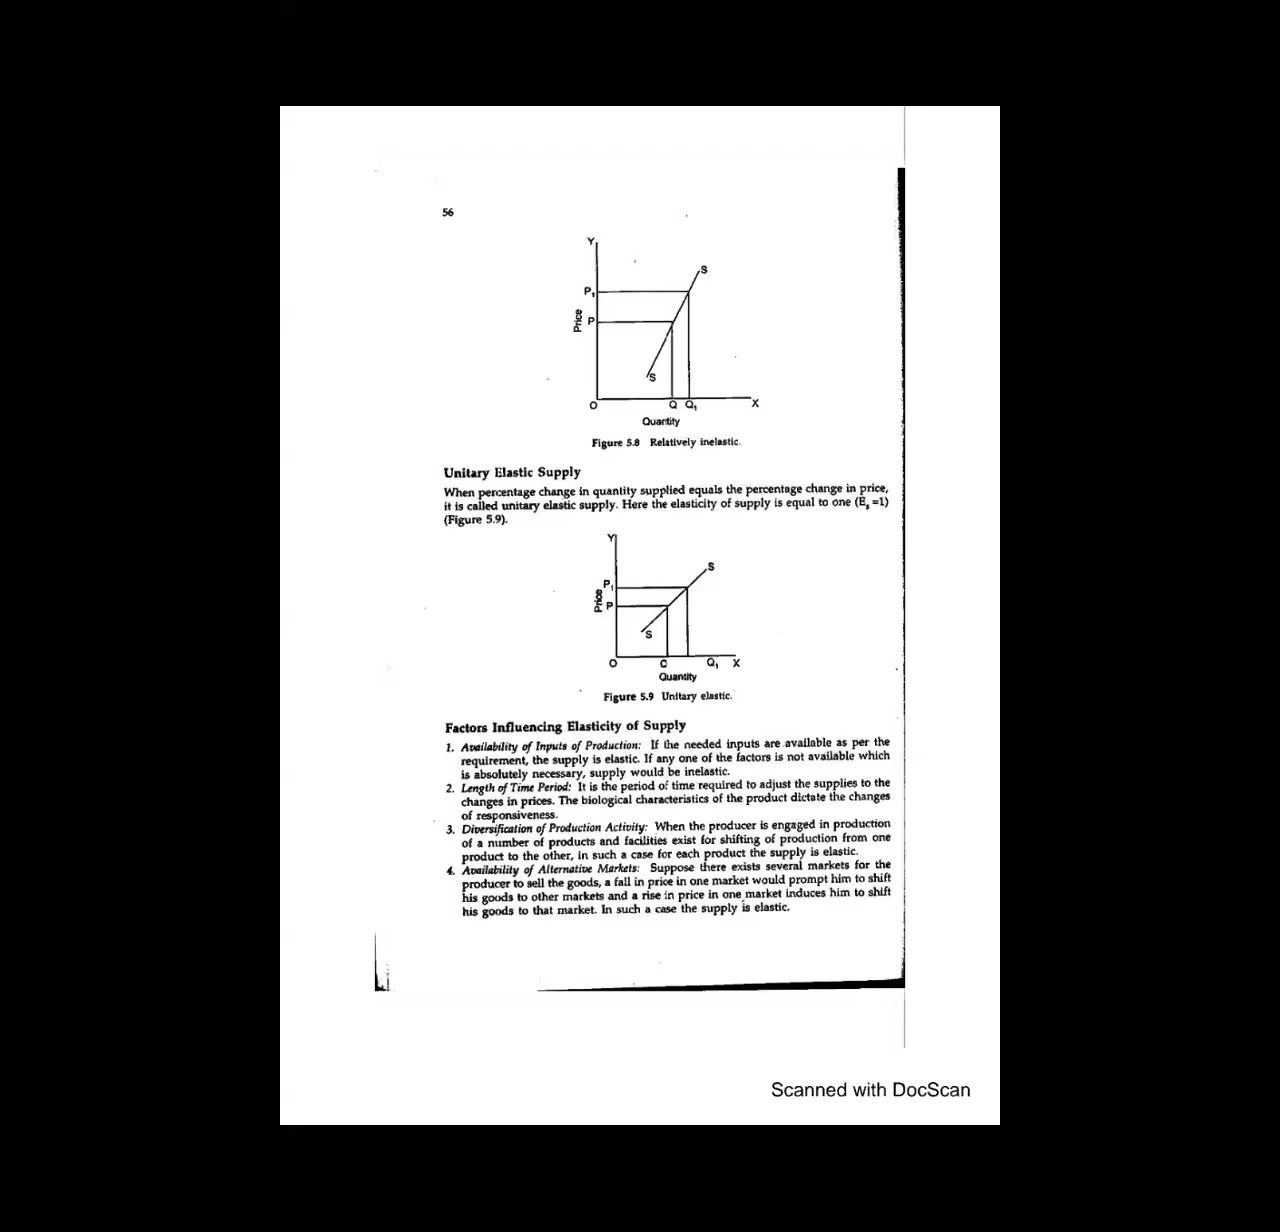 56
Y
S
P₁
Price
P
S
O
Q
Q₁
X
Quantity
Figure 5.8 Relatively inelastic.
Unitary Elastic Supply
When percentage change in quantity supplied equals the percentage change in price,
it is called unitary elastic supply. Here the elasticity of supply is equal to one (Eₛ =1)
(Figure 5.9).
Y
S
P₁
Price
P
S
O
C
Q₁
X
Quantity
Figure 5.9 Unitary elastic.
Factors Influencing Elasticity of Supply
1. Availability of Inputs of Production: If the needed inputs are available as per the
requirement, the supply is elastic. If any one of the factors is not available which
is absolutely necessary, supply would be inelastic.
2. Length of Time Period: It is the period of time required to adjust the supplies to the
changes in prices. The biological characteristics of the product dictate the changes
of responsiveness.
3. Diversification of Production Activity: When the producer is engaged in production
of a number of products and facilities exist for shifting of production from one
product to the other, in such a case for each product the supply is elastic.
4. Availability of Alternative Markets: Suppose there exists several markets for the
producer to sell the goods, a fall in price in one market would prompt him to shift
his goods to other markets and a rise in price in one market induces him to shift
his goods to that market. In such a case the supply is elastic.
Scanned with DocScan